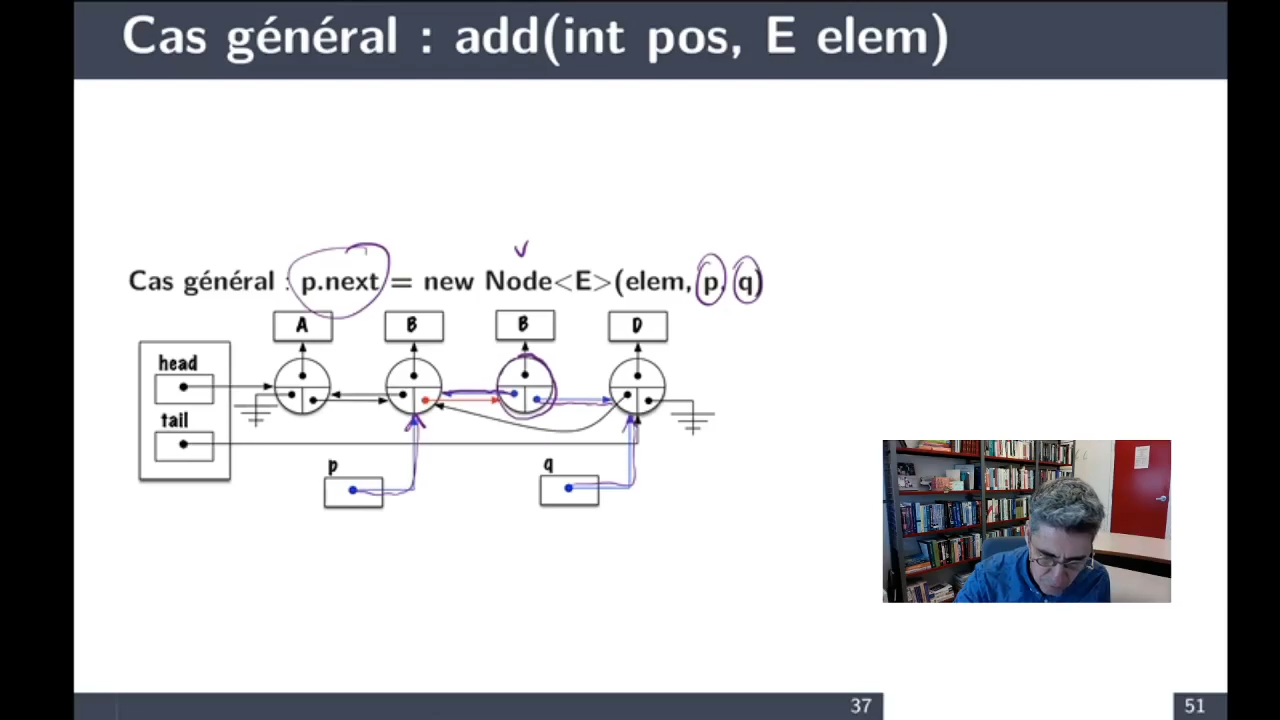 Cas général : add(int pos, E elem)
Cas général : p.next = new Node<E>(elem, p, q)
A B B D
head
tail
p q
37 51